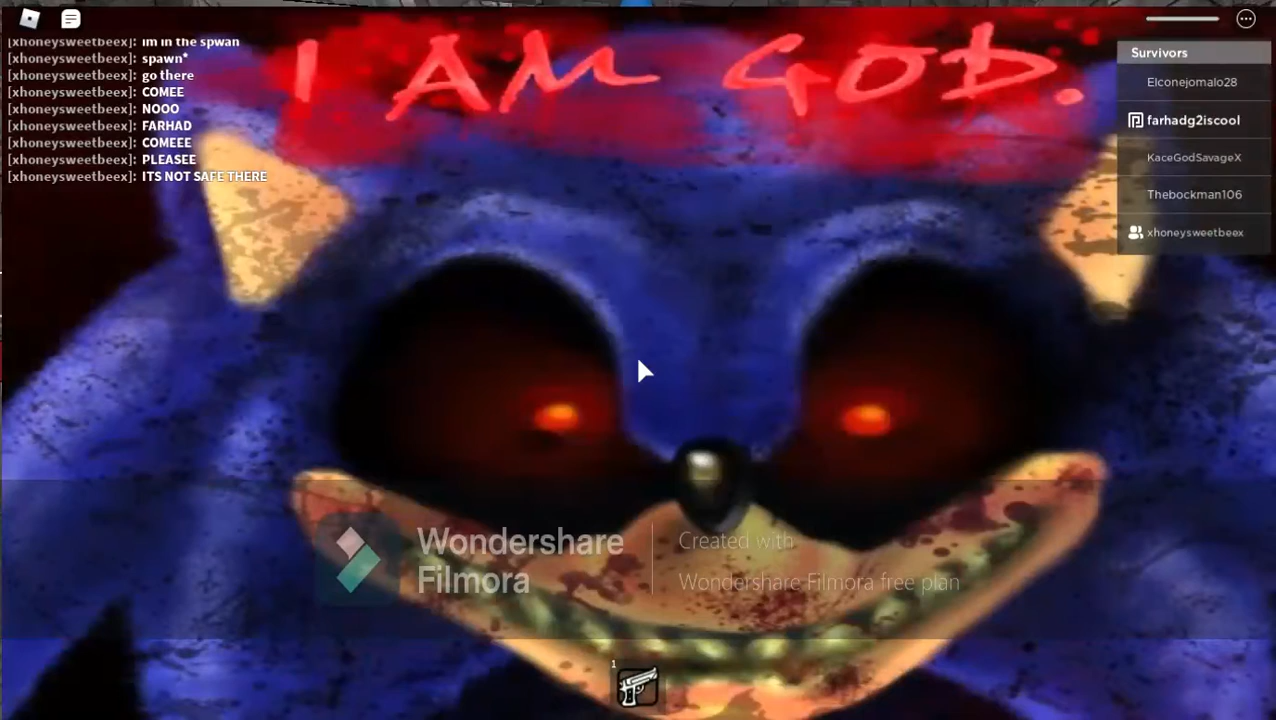 I AM GOD.
[xhoneysweetbeex]: im in the spwan
[xhoneysweetbeex]: spawn*
[xhoneysweetbeex]: go there
[xhoneysweetbeex]: COMEE
[xhoneysweetbeex]: NOOO
[xhoneysweetbeex]: FARHAD
[xhoneysweetbeex]: COMEEE
[xhoneysweetbeex]: PLEASEE
[xhoneysweetbeex]: ITS NOT SAFE THERE
Survivors
Elconejomalo28
farhadg2iscool
KaceGodSavageX
Thebockman106
xhoneysweetbeex
Wondershare
Filmora
Created with
Wondershare Filmora free plan
1